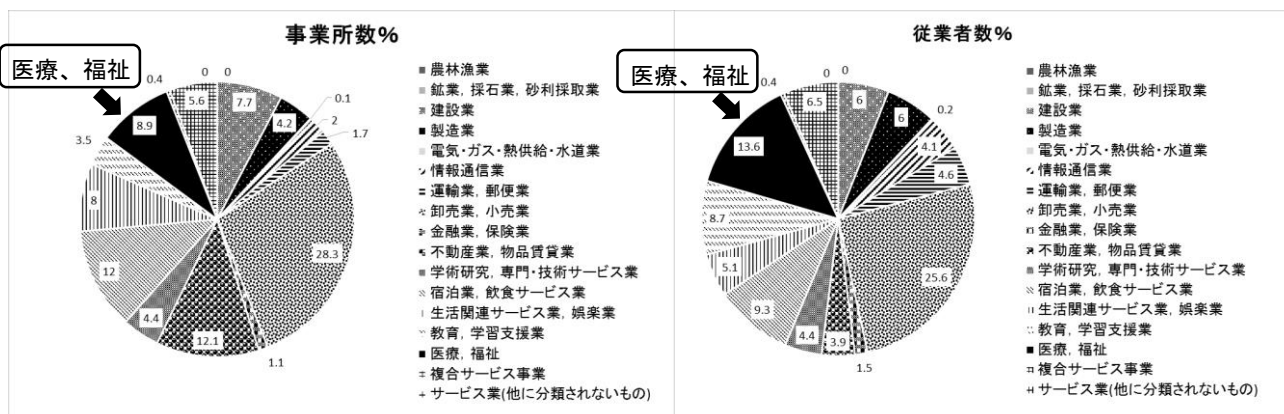 事業所数%
医療、福祉
0
0
7.7
4.2
0.1
2
1.7
28.3
1.1
12.1
4.4
12
8
3.5
8.9
0.4
5.6
農林漁業
鉱業, 採石業, 砂利採取業
建設業
製造業
電気・ガス・熱供給・水道業
情報通信業
運輸業, 郵便業
卸売業, 小売業
金融業, 保険業
不動産業, 物品賃貸業
学術研究, 専門・技術サービス業
宿泊業, 飲食サービス業
生活関連サービス業, 娯楽業
教育, 学習支援業
医療, 福祉
複合サービス事業
サービス業(他に分類されないもの)
従業者数%
医療、福祉
0
0
6
6
0.2
4.1
4.6
25.6
1.5
3.9
4.4
9.3
5.1
8.7
13.6
0.4
6.5
農林漁業
鉱業, 採石業, 砂利採取業
建設業
製造業
電気・ガス・熱供給・水道業
情報通信業
運輸業, 郵便業
卸売業, 小売業
金融業, 保険業
不動産業, 物品賃貸業
学術研究, 専門・技術サービス業
宿泊業, 飲食サービス業
生活関連サービス業, 娯楽業
教育, 学習支援業
医療, 福祉
複合サービス事業
サービス業(他に分類されないもの)